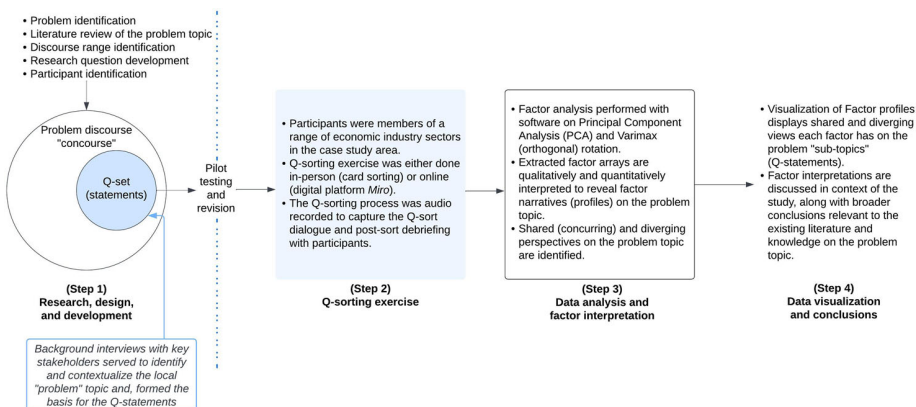 • Problem identification
• Literature review of the problem topic
• Discourse range identification
• Research question development
• Participant identification
Problem discourse
"concourse"
Q-set
(statements)
Pilot
testing
and
revision
(Step 1)
Research, design,
and development
Background interviews with key
stakeholders served to identify
and contextualize the local
"problem" topic and, formed the
basis for the Q-statements
• Participants were members of a
range of economic industry sectors
in the case study area.
• Q-sorting exercise was either done
in-person (card sorting) or online
(digital platform Miro).
• The Q-sorting process was audio
recorded to capture the Q-sort
dialogue and post-sort debriefing
with participants.
(Step 2)
Q-sorting exercise
• Factor analysis performed with
software on Principal Component
Analysis (PCA) and Varimax
(orthogonal) rotation.
• Extracted factor arrays are
qualitatively and quantitatively
interpreted to reveal factor
narratives (profiles) on the problem
topic.
• Shared (concurring) and diverging
perspectives on the problem topic
are identified.
(Step 3)
Data analysis and
factor interpretation
• Visualization of Factor profiles
displays shared and diverging
views each factor has on the
problem "sub-topics"
(Q-statements).
• Factor interpretations are
discussed in context of the
study, along with broader
conclusions relevant to the
existing literature and
knowledge on the problem
topic.
(Step 4)
Data visualization
and conclusions